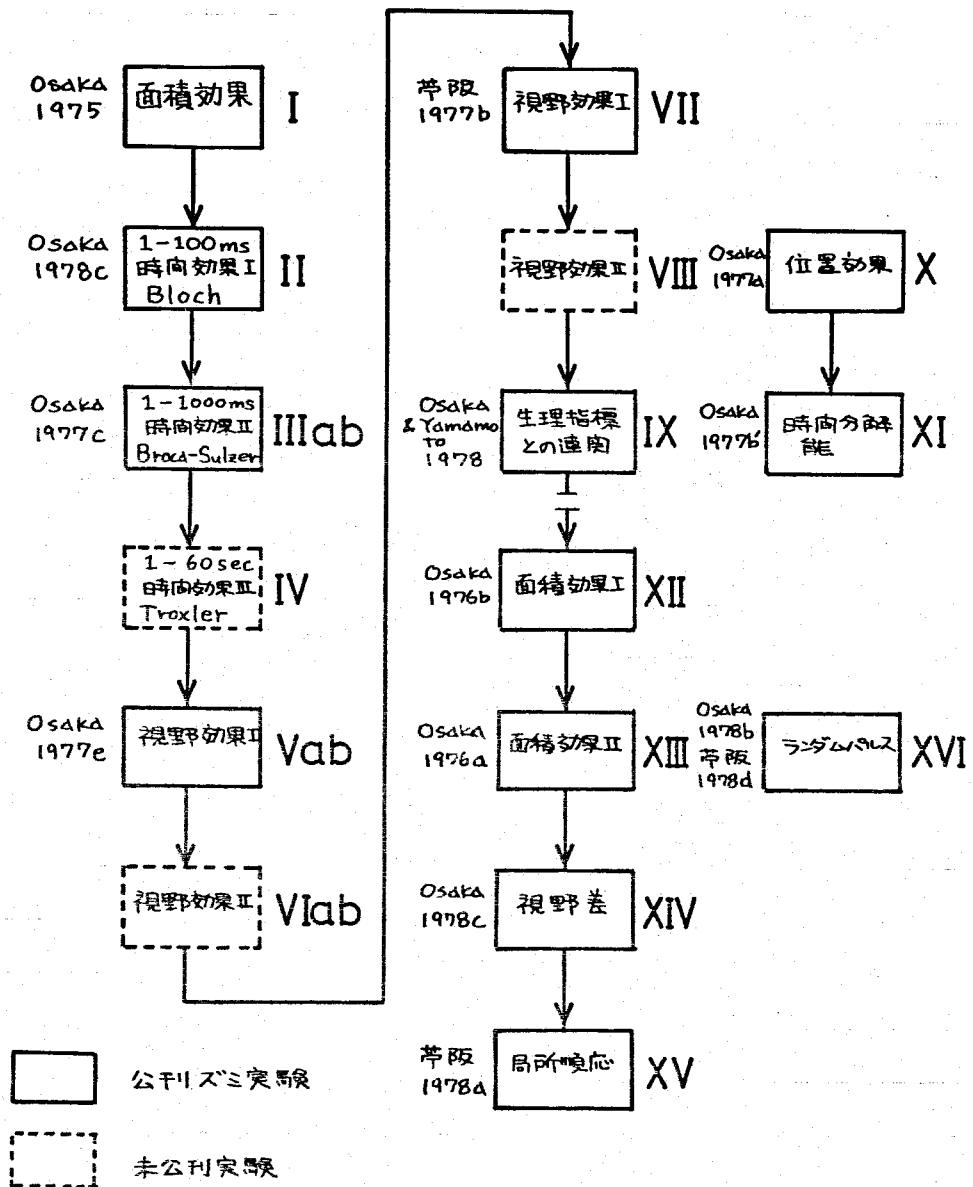 Osaka
1975
面積効果
I
Osaka
1978c
1-100ms
時間効果I
Bloch
II
Osaka
1977c
1-1000ms
時間効果II
Broca-Sulzer
IIIab
1-60sec
時間効果III
Troxler
IV
Osaka
1977e
視野効果I
Vab
視野効果II
VIab
苧阪
1977b
視野効果I
VII
視野効果II
VIII
Osaka
& Yamamo
to
1978
生理指標
との連関
IX
Osaka
1977a
位置効果
X
Osaka
1977b'
時間分解
能
XI
Osaka
1976b
面積効果I
XII
Osaka
1976a
面積効果II
XIII
Osaka
1978c
視野差
XIV
苧阪
1978a
局所順応
XV
Osaka
1978b
苧阪
1978d
ランダムパルス
XVI
公刊ズミ実験
未公刊実験